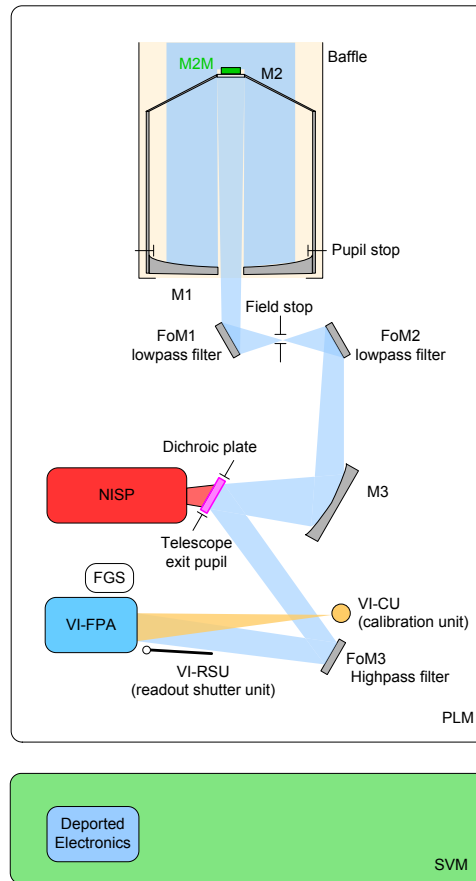 Baffle
M2M
M2
Pupil stop
M1
Field stop
FoM1
lowpass filter
FoM2
lowpass filter
Dichroic plate
NISP
M3
Telescope
exit pupil
FGS
VI-FPA
VI-CU
(calibration unit)
VI-RSU
(readout shutter unit)
FoM3
Highpass filter
PLM
Deported
Electronics
SVM